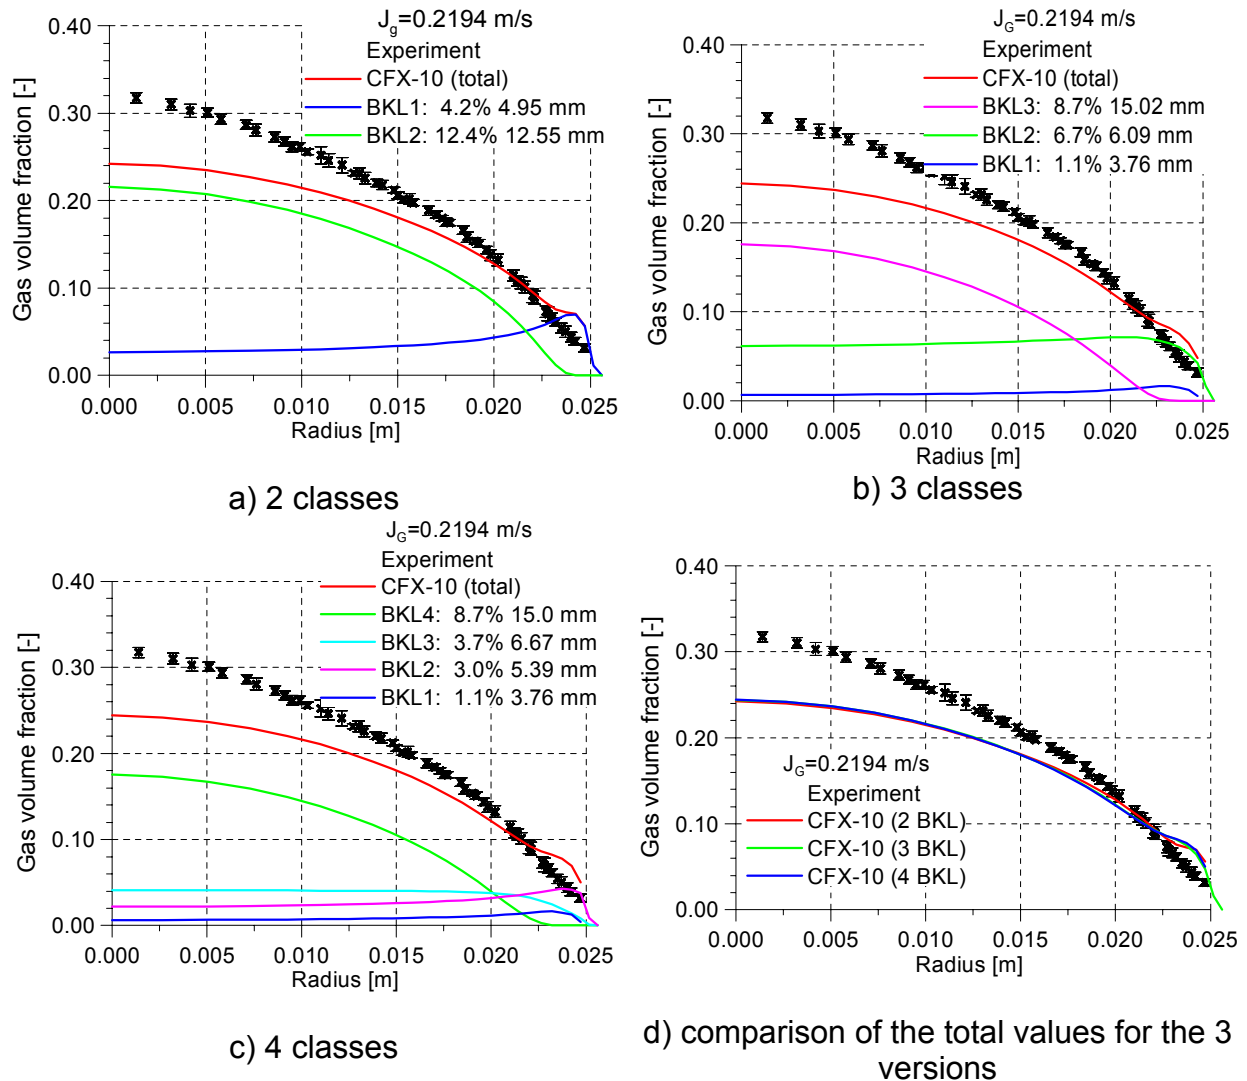 J_g=0.2194 m/s
Experiment
CFX-10 (total)
BKL1: 4.2% 4.95 mm
BKL2: 12.4% 12.55 mm
Gas volume fraction [-]
0.40
0.30
0.20
0.10
0.00
0.000 0.005 0.010 0.015 0.020 0.025
Radius [m]
a) 2 classes
J_G=0.2194 m/s
Experiment
CFX-10 (total)
BKL3: 8.7% 15.02 mm
BKL2: 6.7% 6.09 mm
BKL1: 1.1% 3.76 mm
Gas volume fraction [-]
0.40
0.30
0.20
0.10
0.00
0.000 0.005 0.010 0.015 0.020 0.025
Radius [m]
b) 3 classes
J_G=0.2194 m/s
Experiment
CFX-10 (total)
BKL4: 8.7% 15.0 mm
BKL3: 3.7% 6.67 mm
BKL2: 3.0% 5.39 mm
BKL1: 1.1% 3.76 mm
Gas volume fraction [-]
0.40
0.30
0.20
0.10
0.00
0.000 0.005 0.010 0.015 0.020 0.025
Radius [m]
c) 4 classes
Gas volume fraction [-]
0.40
0.30
0.20
0.10
0.00
J_G=0.2194 m/s
Experiment
CFX-10 (2 BKL)
CFX-10 (3 BKL)
CFX-10 (4 BKL)
0.000 0.005 0.010 0.015 0.020 0.025
Radius [m]
d) comparison of the total values for the 3
versions